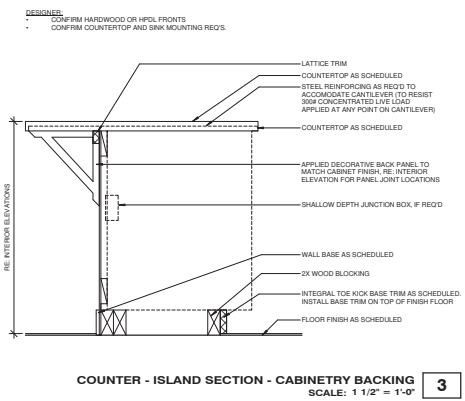 DESIGNER:
• CONFIRM HARDWOOD OR HPDL FRONTS
• CONFRIM COUNTERTOP AND SINK MOUNTING REQ'S.
LATTICE TRIM
COUNTERTOP AS SCHEDULED
STEEL REINFORCING AS REQ'D TO
ACCOMODATE CANTILEVER (TO RESIST
300# CONCENTRATED LIVE LOAD
APPLIED AT ANY POINT ON CANTILEVER)
COUNTERTOP AS SCHEDULED
APPLIED DECORATIVE BACK PANEL TO
MATCH CABINET FINISH, RE: INTERIOR
ELEVATION FOR PANEL JOINT LOCATIONS
SHALLOW DEPTH JUNCTION BOX, IF REQ'D
RE: INTERIOR ELEVATIONS
WALL BASE AS SCHEDULED
2X WOOD BLOCKING
INTEGRAL TOE KICK BASE TRIM AS SCHEDULED.
INSTALL BASE TRIM ON TOP OF FINISH FLOOR
FLOOR FINISH AS SCHEDULED
COUNTER - ISLAND SECTION - CABINETRY BACKING
SCALE: 1 1/2" = 1'-0"
3